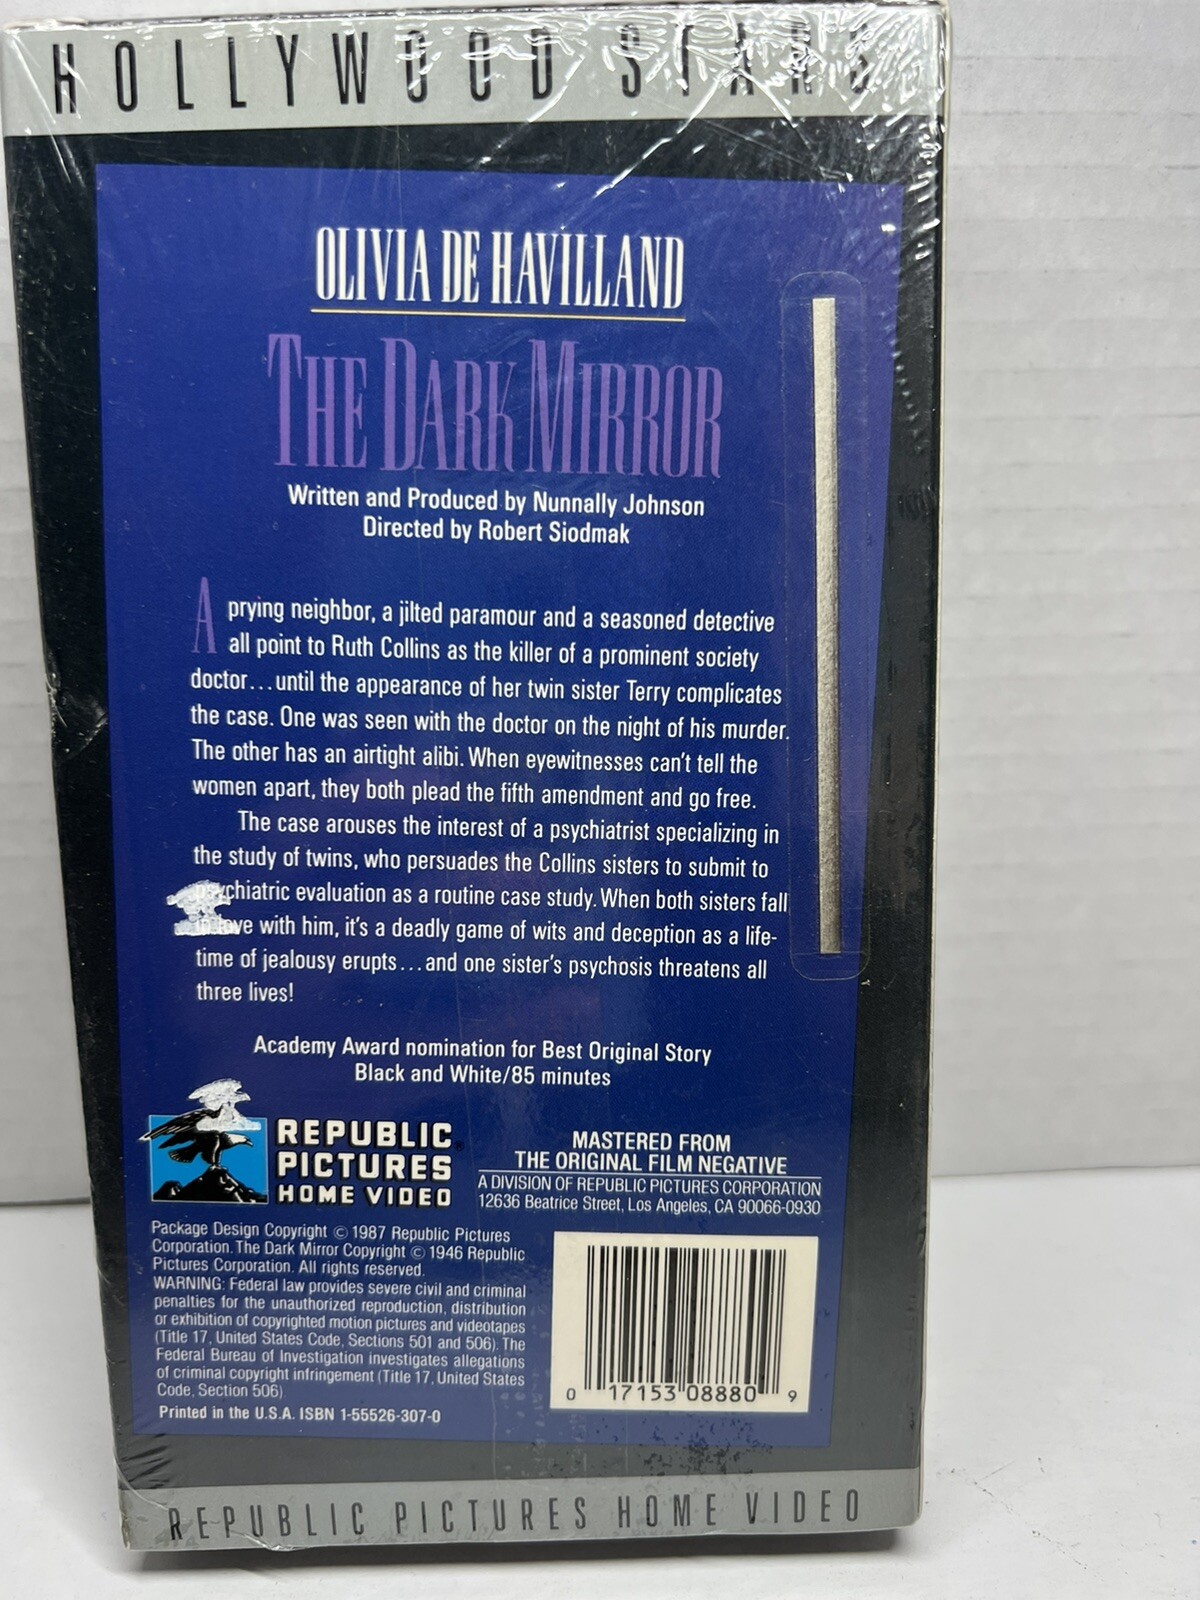 HOLLYWOOD STARS
OLIVIA DE HAVILLAND
THE DARK MIRROR
Written and Produced by Nunnally Johnson
Directed by Robert Siodmak
A prying neighbor, a jilted paramour and a seasoned detective
all point to Ruth Collins as the killer of a prominent society
doctor...until the appearance of her twin sister Terry complicates
the case. One was seen with the doctor on the night of his murder.
The other has an airtight alibi. When eyewitnesses can't tell the
women apart, they both plead the fifth amendment and go free.
The case arouses the interest of a psychiatrist specializing in
the study of twins, who persuades the Collins sisters to submit to
psychiatric evaluation as a routine case study. When both sisters fall
in love with him, it's a deadly game of wits and deception as a life-
time of jealousy erupts...and one sister's psychosis threatens all
three lives!
Academy Award nomination for Best Original Story
Black and White/85 minutes
REPUBLIC
PICTURES
HOME VIDEO
MASTERED FROM
THE ORIGINAL FILM NEGATIVE
A DIVISION OF REPUBLIC PICTURES CORPORATION
12636 Beatrice Street, Los Angeles, CA 90066-0930
Package Design Copyright © 1987 Republic Pictures
Corporation. The Dark Mirror Copyright © 1946 Republic
Pictures Corporation. All rights reserved.
WARNING: Federal law provides severe civil and criminal
penalties for the unauthorized reproduction, distribution
or exhibition of copyrighted motion pictures and videotapes
(Title 17, United States Code, Sections 501 and 506). The
Federal Bureau of Investigation investigates allegations
of criminal copyright infringement (Title 17, United States
Code, Section 506).
Printed in the U.S.A. ISBN 1-55526-307-0
0 17153 08880 9
REPUBLIC PICTURES HOME VIDEO